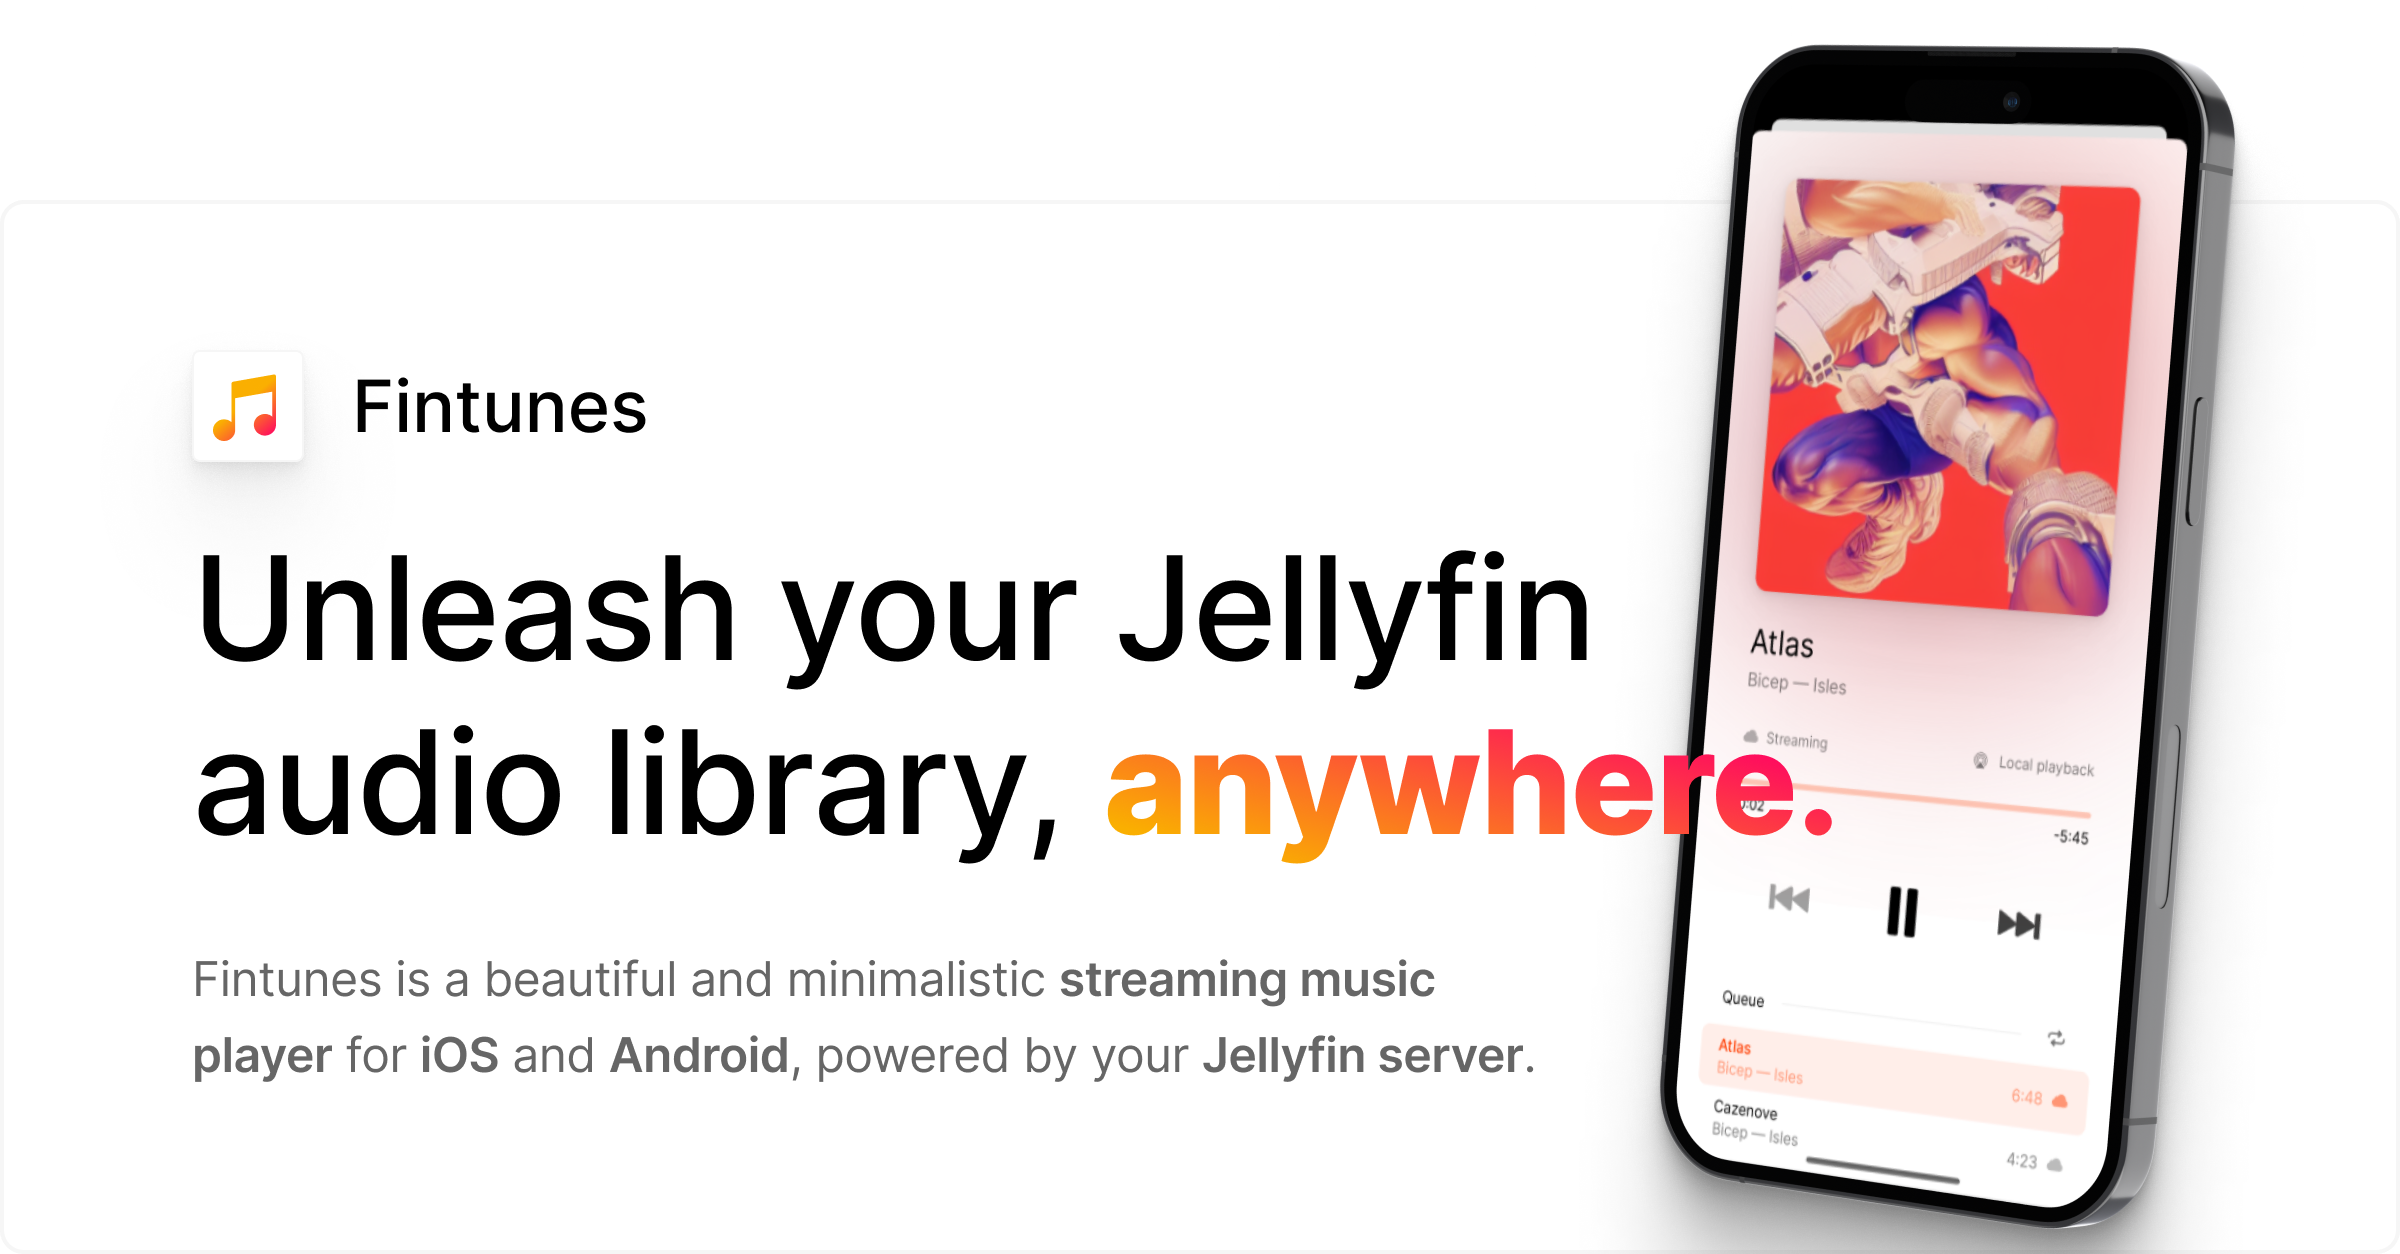 Fintunes
Unleash your Jellyfin
audio library, anywhere.
Fintunes is a beautiful and minimalistic streaming music
player for iOS and Android, powered by your Jellyfin server.
Atlas
Bicep — Isles
Streaming
Local playback
0:02
-5:45
Queue
Atlas
Bicep — Isles
6:48
Cazenove
Bicep — Isles
4:23